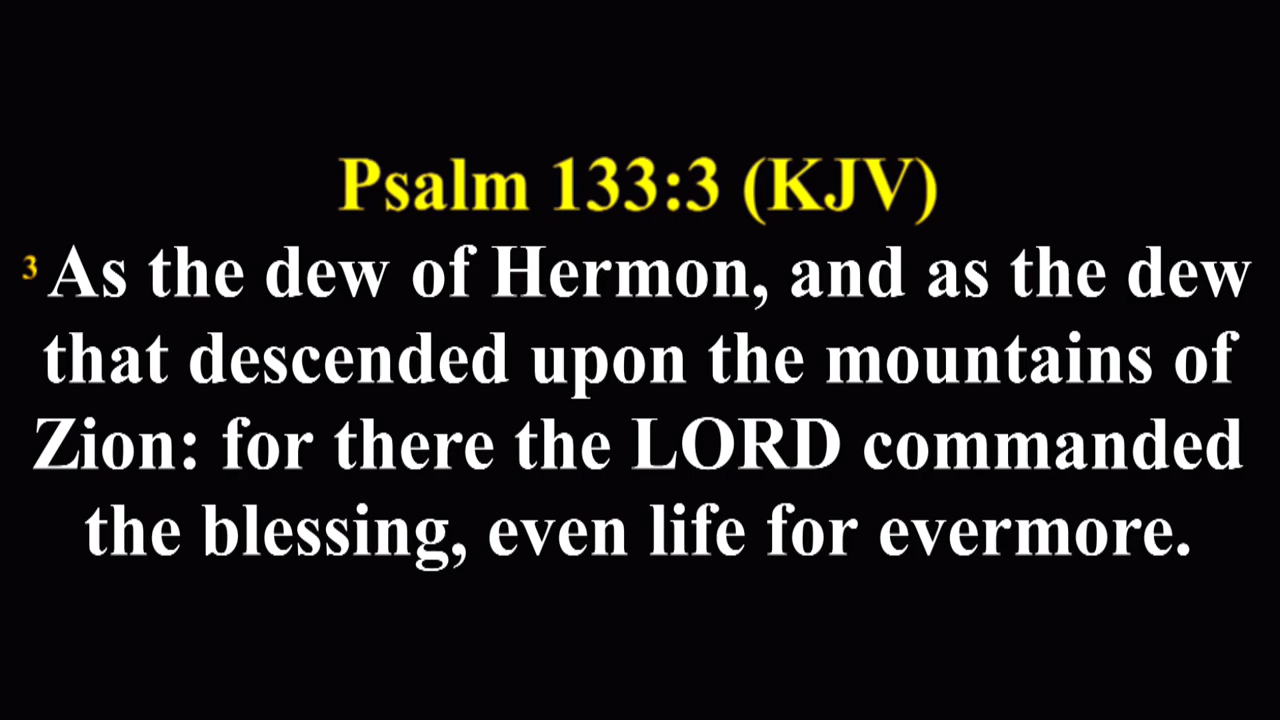 Psalm 133:3 (KJV)
3 As the dew of Hermon, and as the dew
that descended upon the mountains of
Zion: for there the LORD commanded
the blessing, even life for evermore.